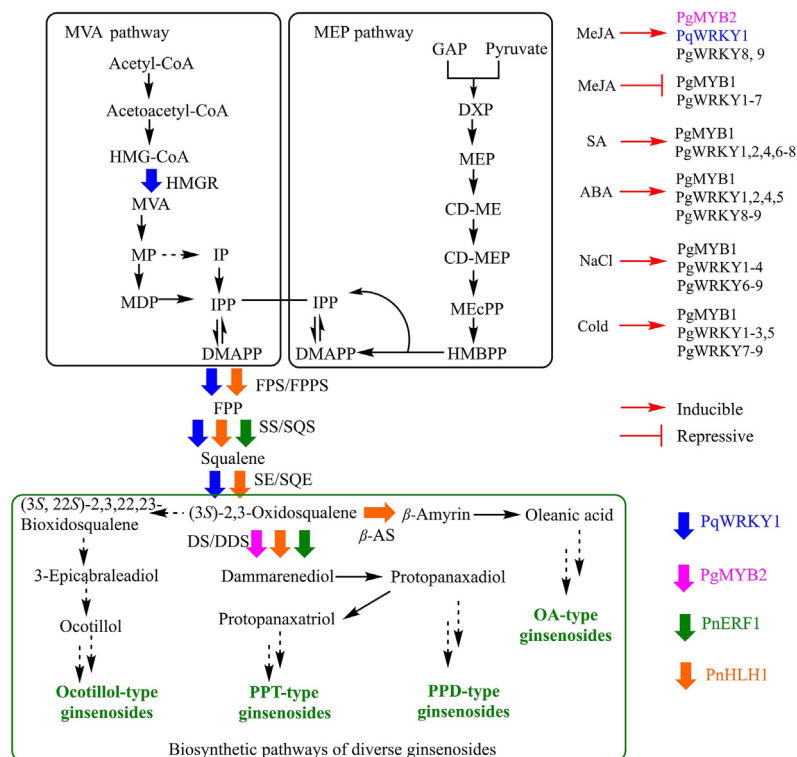 MVA pathway
Acetyl-CoA
Acetoacetyl-CoA
HMG-CoA
HMGR
MVA
MP
IP
MDP
IPP
DMAPP
MEP pathway
GAP
Pyruvate
DXP
MEP
CD-ME
CD-MEP
MEcPP
IPP
DMAPP
HMBPP
MeJA
PgMYB2
PqWRKY1
PgWRKY8, 9
MeJA
PgMYB1
PgWRKY1-7
SA
PgMYB1
PgWRKY1,2,4,6-8
ABA
PgMYB1
PgWRKY1,2,4,5
PgWRKY8-9
NaCl
PgMYB1
PgWRKY1-4
PgWRKY6-9
Cold
PgMYB1
PgWRKY1-3,5
PgWRKY7-9
Inducible
Repressive
FPS/FPPS
FPP
SS/SQS
Squalene
SE/SQE
(3S, 22S)-2,3,22,23-
Bioxidosqualene
(3S)-2,3-Oxidosqualene
β-AS
β-Amyrin
Oleanic acid
DS/DDS
3-Epicabraleadiol
Dammarenediol
Protopanaxadiol
Ocotillol
Protopanaxatriol
OA-type
ginsenosides
Ocotillol-type
ginsenosides
PPT-type
ginsenosides
PPD-type
ginsenosides
Biosynthetic pathways of diverse ginsenosides
PqWRKY1
PgMYB2
PnERF1
PnHLH1